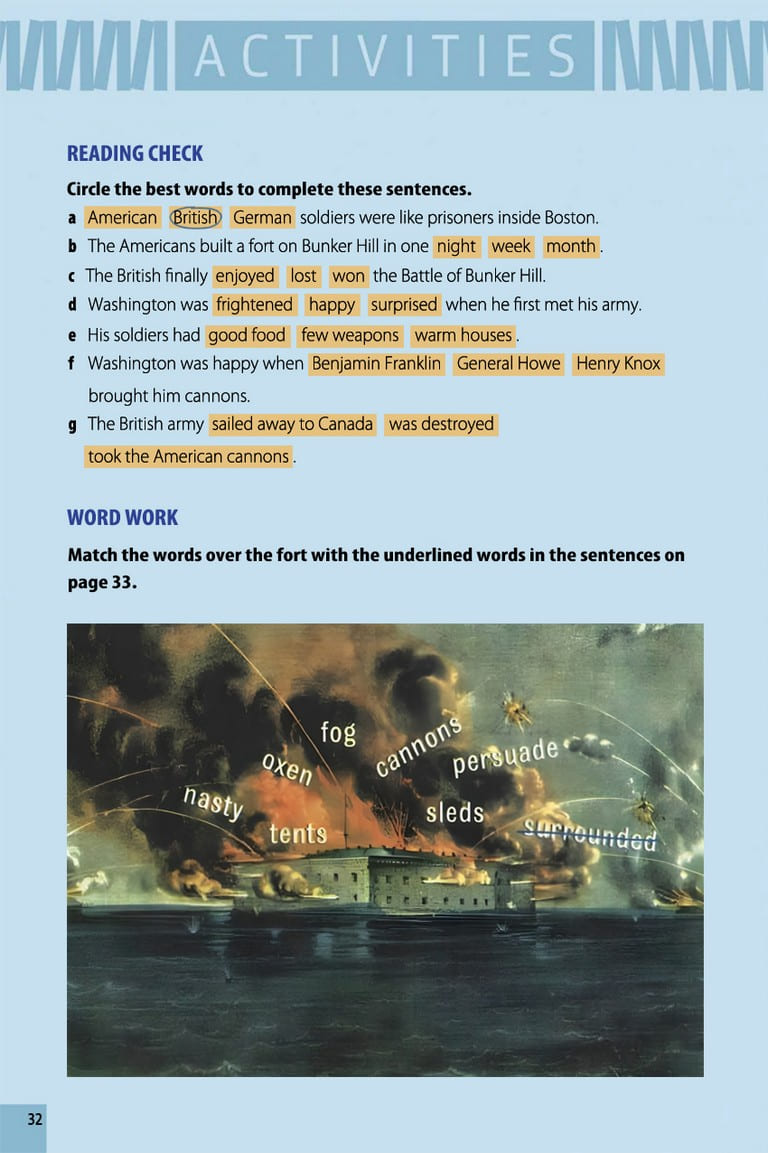 ACTIVITIES
READING CHECK
Circle the best words to complete these sentences.
a American British German soldiers were like prisoners inside Boston.
b The Americans built a fort on Bunker Hill in one night week month.
c The British finally enjoyed lost won the Battle of Bunker Hill.
d Washington was frightened happy surprised when he first met his army.
e His soldiers had good food few weapons warm houses.
f Washington was happy when Benjamin Franklin General Howe Henry Knox
brought him cannons.
g The British army sailed away to Canada was destroyed
took the American cannons.
WORD WORK
Match the words over the fort with the underlined words in the sentences on
page 33.
fog
cannons
oxen
persuade
nasty
sleds
tents
surrounded
32